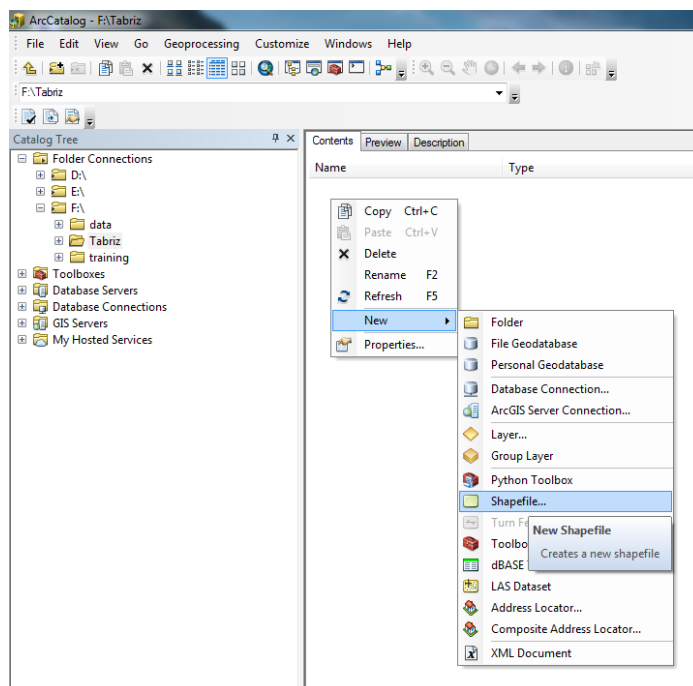 ArcCatalog - F:\Tabriz
File Edit View Go Geoprocessing Customize Windows Help
F:\Tabriz
Catalog Tree
Folder Connections
D:\
E:\
F:\
data
Tabriz
training
Toolboxes
Database Servers
Database Connections
GIS Servers
My Hosted Services
Contents Preview Description
Name Type
Copy Ctrl+C
Paste Ctrl+V
Delete
Rename F2
Refresh F5
New
Properties...
Folder
File Geodatabase
Personal Geodatabase
Database Connection...
ArcGIS Server Connection...
Layer...
Group Layer
Python Toolbox
Shapefile...
Turn Fe
Toolbo
dBASE
LAS Dataset
Address Locator...
Composite Address Locator...
XML Document
New Shapefile
Creates a new shapefile